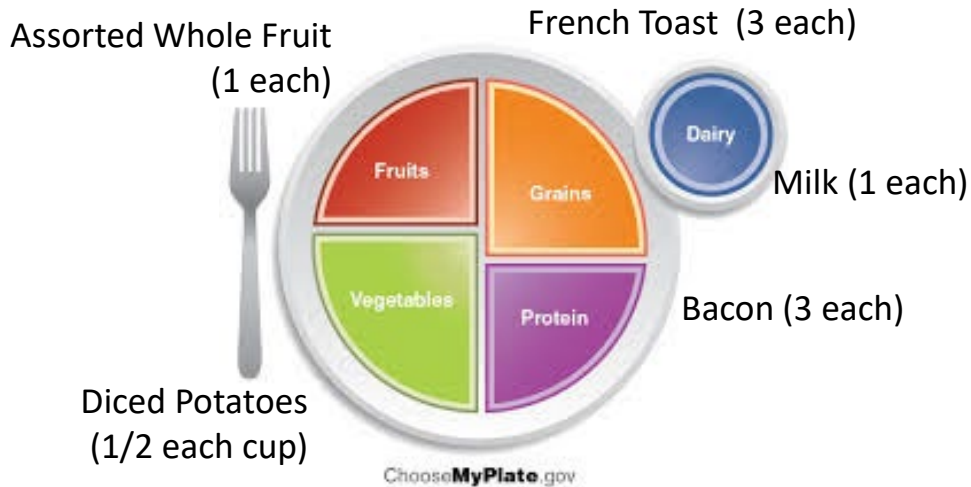 Assorted Whole Fruit
(1 each)
French Toast  (3 each)
Fruits
Grains
Dairy
Milk (1 each)
Vegetables
Protein
Bacon (3 each)
Diced Potatoes
(1/2 each cup)
ChooseMyPlate.gov